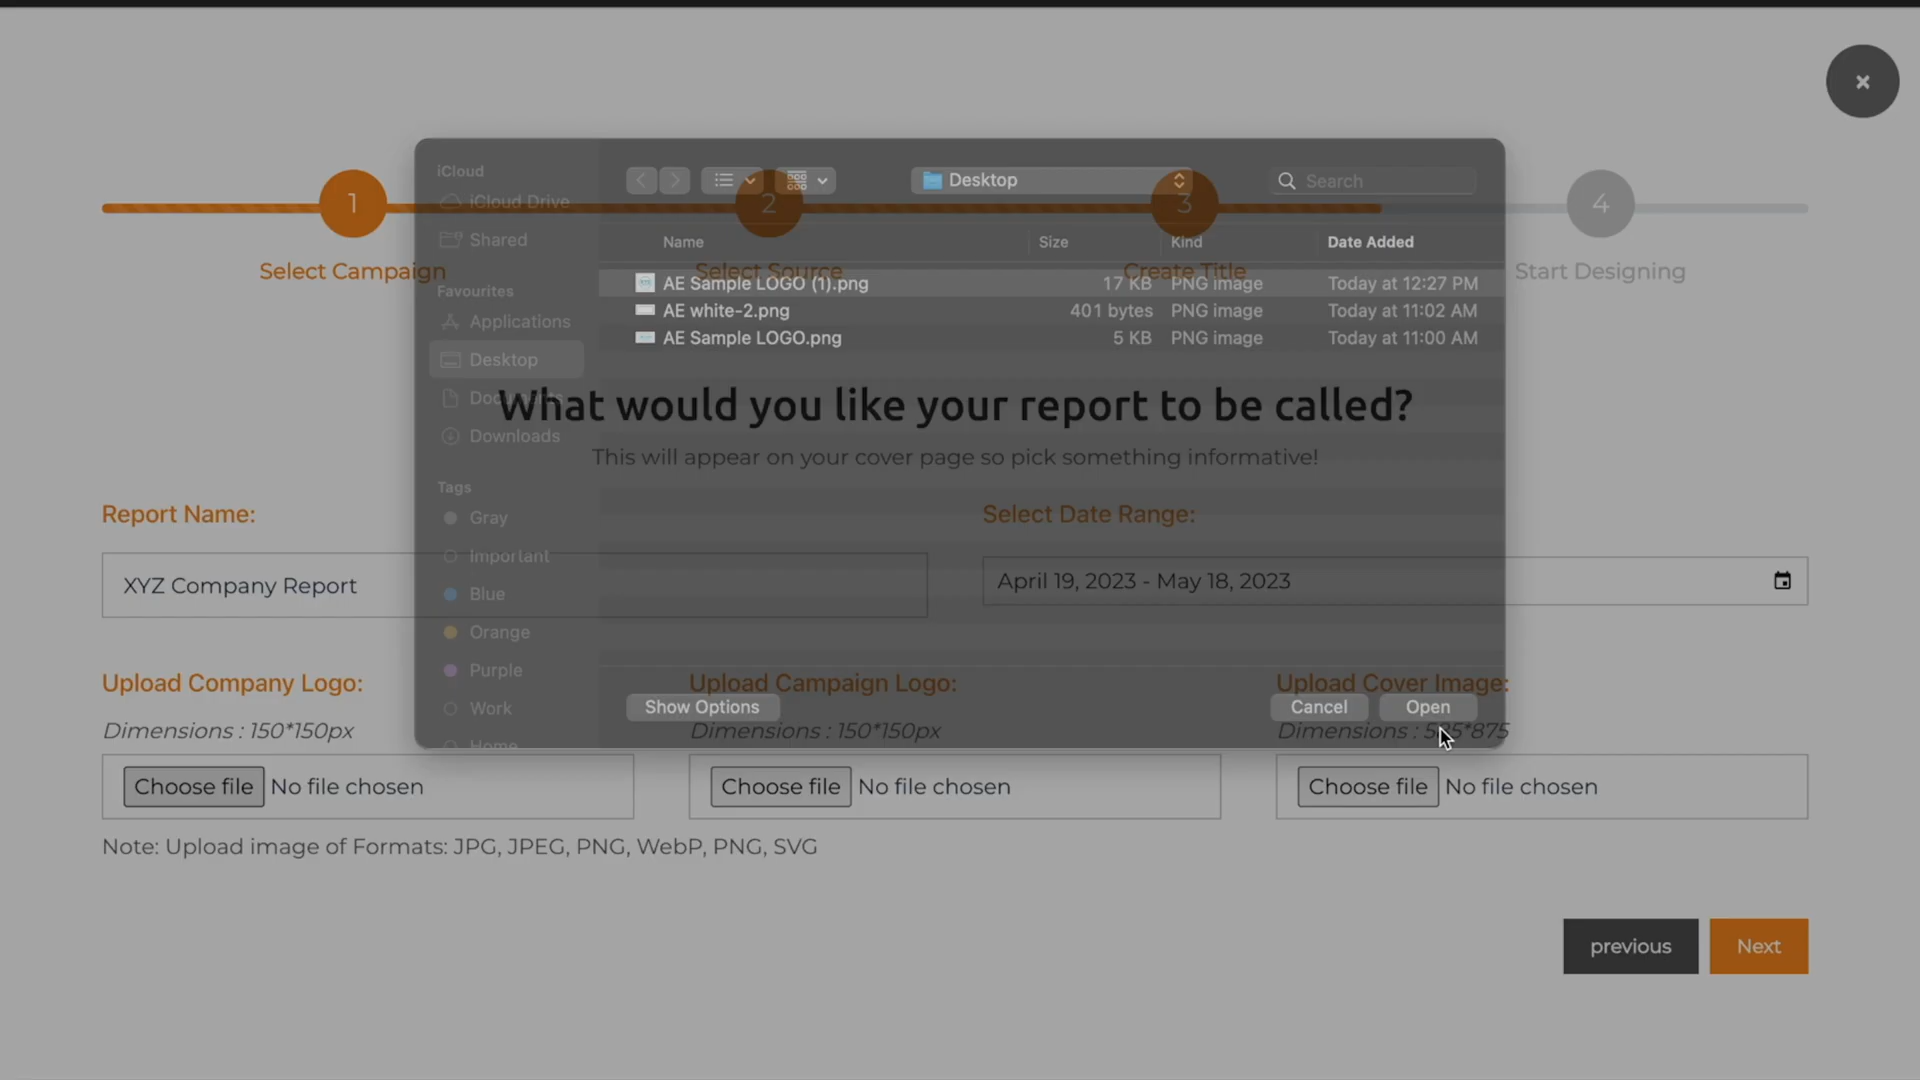 iCloud
iCloud Drive
Shared
Favourites
Applications
Desktop
Documents
Downloads
Tags
Gray
Important
Blue
Orange
Purple
Work
Home
Desktop
Search
Name Size Kind Date Added
AE Sample LOGO (1).png 17 KB PNG image Today at 12:27 PM
AE white-2.png 401 bytes PNG image Today at 11:02 AM
AE Sample LOGO.png 5 KB PNG image Today at 11:00 AM
Show Options Cancel Open
1 2 3 4
Select Campaign Select Source Create Title Start Designing
What would you like your report to be called?
This will appear on your cover page so pick something informative!
Report Name: Select Date Range:
XYZ Company Report April 19, 2023 - May 18, 2023
Upload Company Logo: Upload Campaign Logo: Upload Cover Image:
Dimensions : 150*150px Dimensions : 150*150px Dimensions : 585*875
Choose file No file chosen Choose file No file chosen Choose file No file chosen
Note: Upload image of Formats: JPG, JPEG, PNG, WebP, PNG, SVG
previous Next